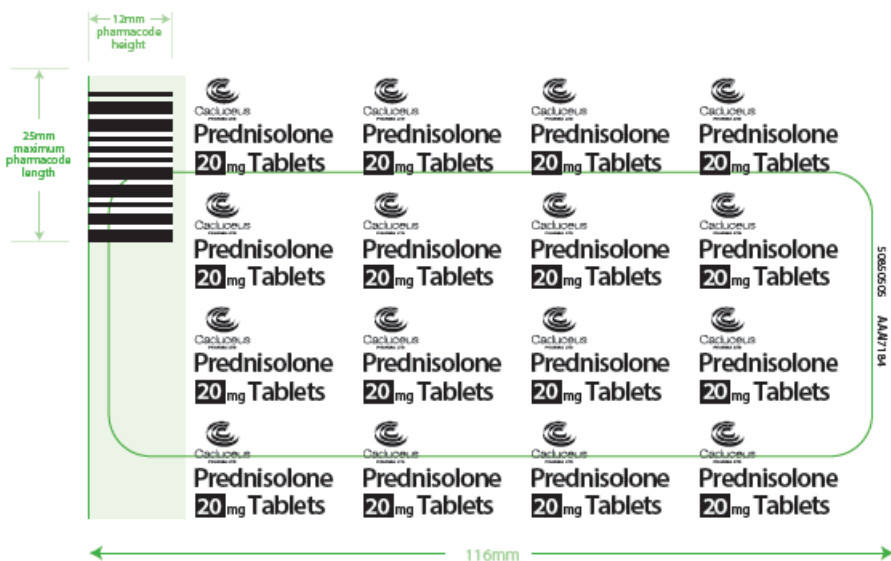 12mm
pharmacode
height
25mm
maximum
pharmacode
length
Caduceus Caduceus Caduceus Caduceus
Prednisolone Prednisolone Prednisolone Prednisolone
20 mg Tablets 20 mg Tablets 20 mg Tablets 20 mg Tablets
Caduceus Caduceus Caduceus Caduceus
Prednisolone Prednisolone Prednisolone Prednisolone
20 mg Tablets 20 mg Tablets 20 mg Tablets 20 mg Tablets
Caduceus Caduceus Caduceus Caduceus
Prednisolone Prednisolone Prednisolone Prednisolone
20 mg Tablets 20 mg Tablets 20 mg Tablets 20 mg Tablets
Caduceus Caduceus Caduceus Caduceus
Prednisolone Prednisolone Prednisolone Prednisolone
20 mg Tablets 20 mg Tablets 20 mg Tablets 20 mg Tablets
50850505
116mm